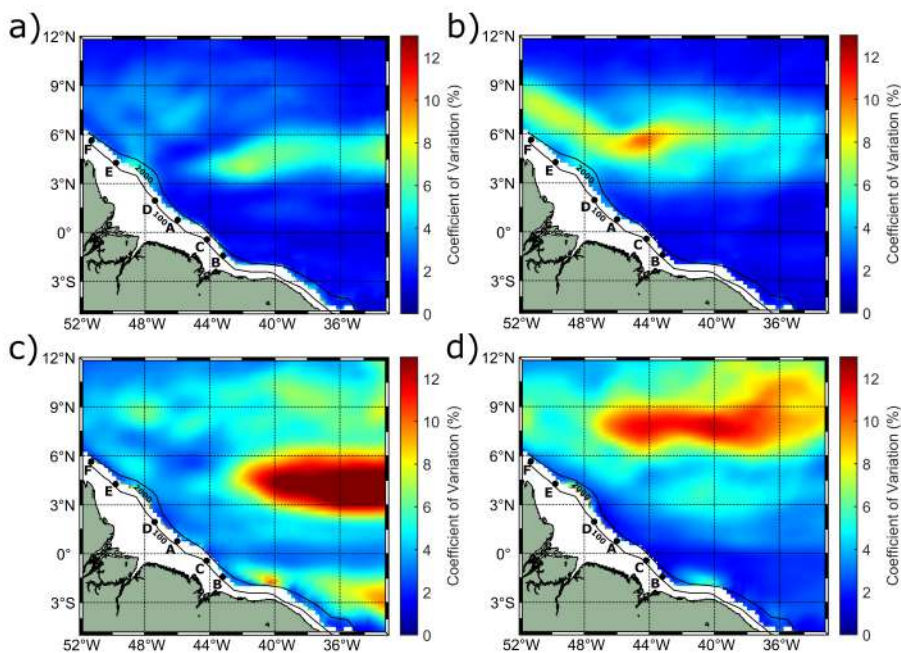 a)
12°N
9°N
6°N
3°N
0°
3°S
52°W 48°W 44°W 40°W 36°W
F
E
D
A
C
B
2000
100
12
10
8
6
4
2
0
Coefficient of Variation (%)
b)
12°N
9°N
6°N
3°N
0°
3°S
52°W 48°W 44°W 40°W 36°W
F
E
D
A
C
B
2000
100
12
10
8
6
4
2
0
Coefficient of Variation (%)
c)
12°N
9°N
6°N
3°N
0°
3°S
52°W 48°W 44°W 40°W 36°W
F
E
D
A
C
B
2000
100
12
10
8
6
4
2
0
Coefficient of Variation (%)
d)
12°N
9°N
6°N
3°N
0°
3°S
52°W 48°W 44°W 40°W 36°W
F
E
D
A
C
B
2000
100
12
10
8
6
4
2
0
Coefficient of Variation (%)